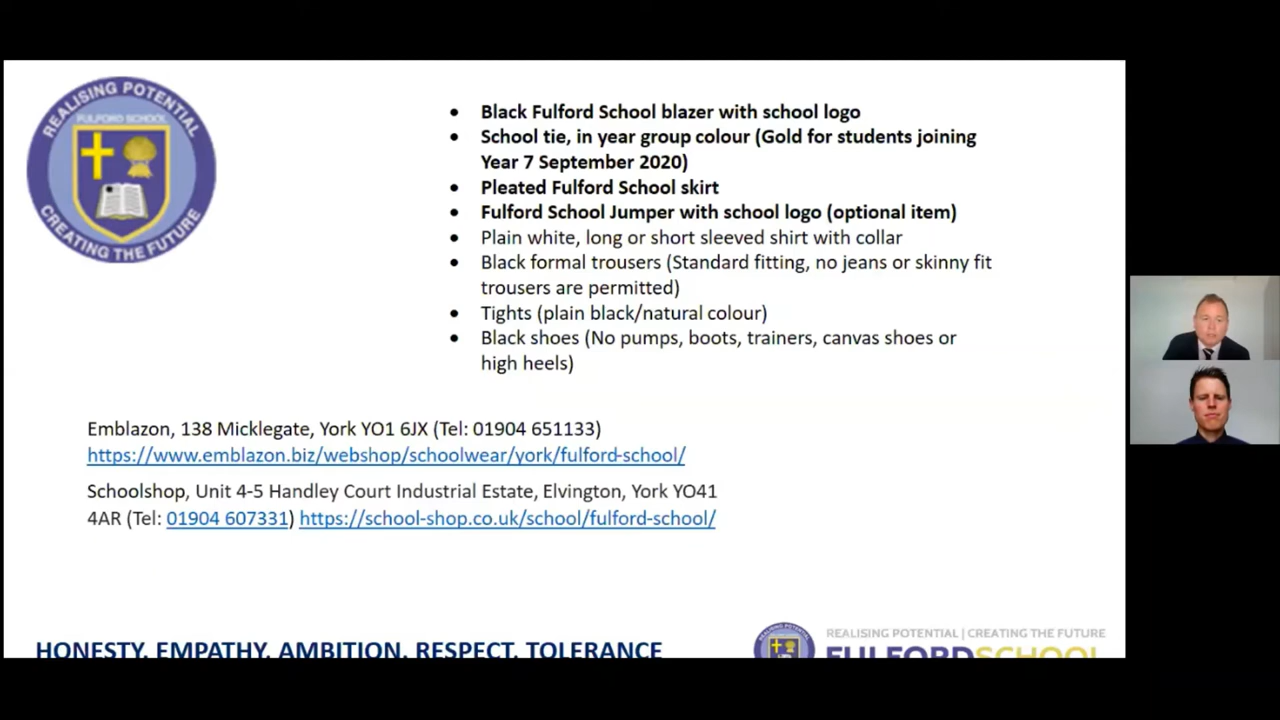 REALISING POTENTIAL
FULFORD SCHOOL
CREATING THE FUTURE
• Black Fulford School blazer with school logo
• School tie, in year group colour (Gold for students joining
Year 7 September 2020)
• Pleated Fulford School skirt
• Fulford School Jumper with school logo (optional item)
• Plain white, long or short sleeved shirt with collar
• Black formal trousers (Standard fitting, no jeans or skinny fit
trousers are permitted)
• Tights (plain black/natural colour)
• Black shoes (No pumps, boots, trainers, canvas shoes or
high heels)
Emblazon, 138 Micklegate, York YO1 6JX (Tel: 01904 651133)
https://www.emblazon.biz/webshop/schoolwear/york/fulford-school/
Schoolshop, Unit 4-5 Handley Court Industrial Estate, Elvington, York YO41
4AR (Tel: 01904 607331) https://school-shop.co.uk/school/fulford-school/
HONESTY, EMPATHY, AMBITION, RESPECT, TOLERANCE
REALISING POTENTIAL | CREATING THE FUTURE
FULFORDSCHOOL